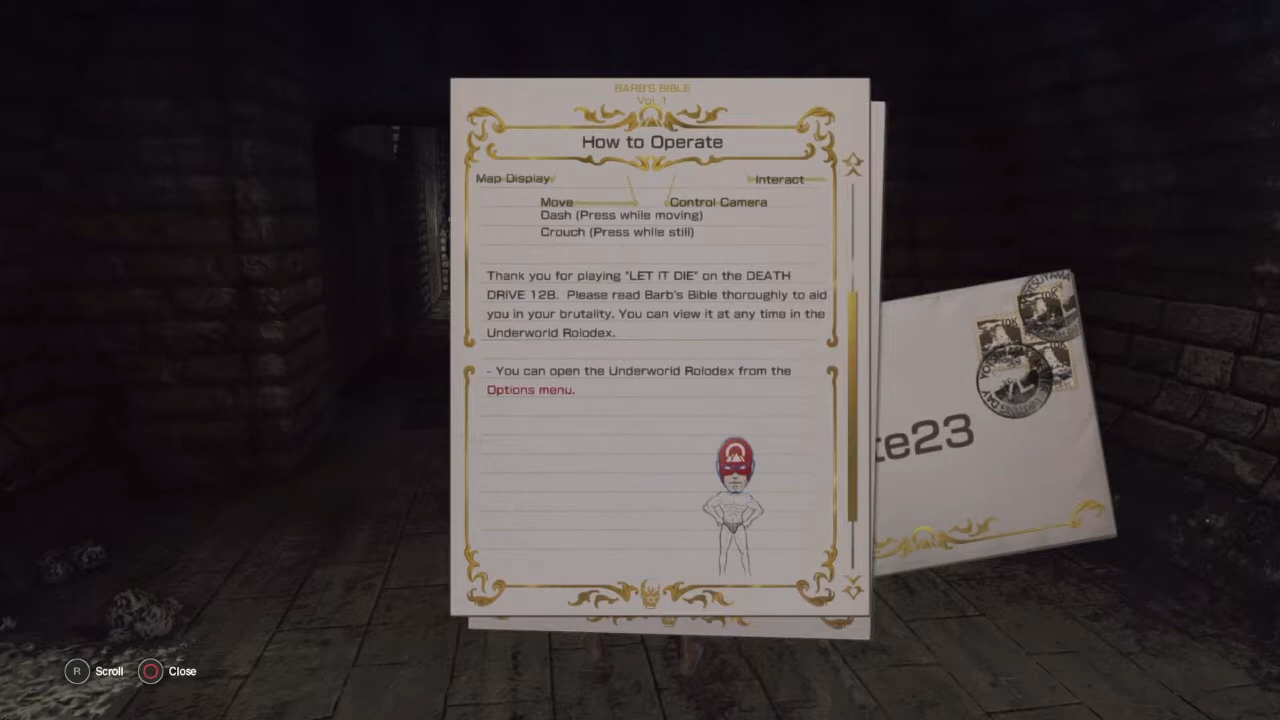 BARB'S BIBLE
Vol. 1
How to Operate
Map Display
Interact
Move
Control Camera
Dash (Press while moving)
Crouch (Press while still)
Thank you for playing "LET IT DIE" on the DEATH
DRIVE 128. Please read Barb's Bible thoroughly to aid
you in your brutality. You can view it at any time in the
Underworld Rolodex.
- You can open the Underworld Rolodex from the
Options menu.
te23
10K
10K
R Scroll
Close